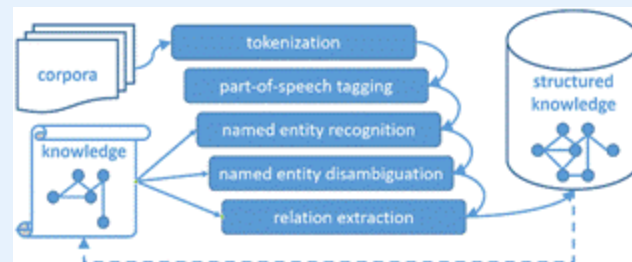 corpora
tokenization
part-of-speech tagging
named entity recognition
named entity disambiguation
relation extraction
knowledge
structured
knowledge